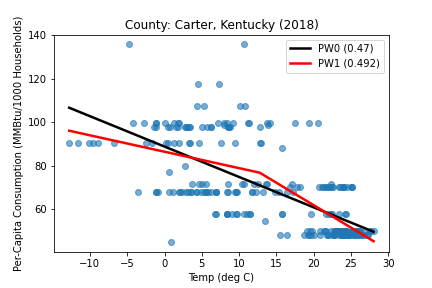 County: Carter, Kentucky (2018)
Per-Capita Consumption (MMBtu/1000 Households)
140
120
100
80
60
PW0 (0.47)
PW1 (0.492)
−10
−5
0
5
10
15
20
25
30
Temp (deg C)